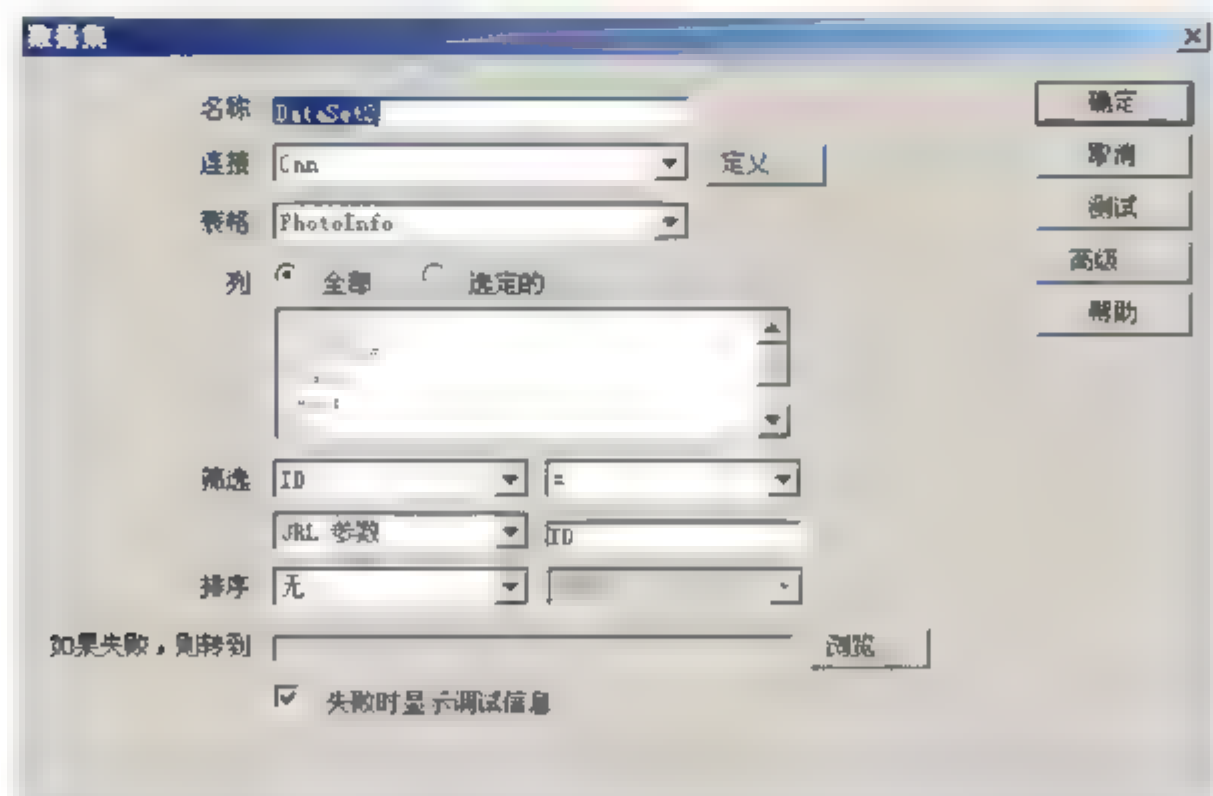 数据集
名称 DataSet2
连接 Cnn 定义
表格 PhotoInfo
列 全部 选定的
筛选 ID =
URL 参数 ID
排序 无
如果失败，则转到 浏览
失败时显示调试信息
确定
取消
测试
高级
帮助